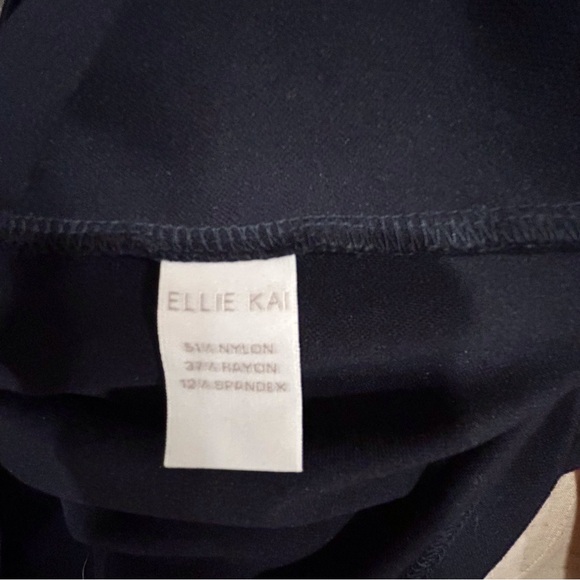 ELLIE KAI
51% NYLON
37% RAYON
12% SPANDEX